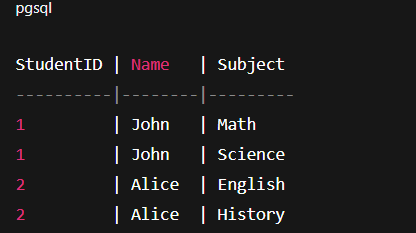 pgsql
StudentID | Name   | Subject
----------|--------|---------
1         | John   | Math
1         | John   | Science
2         | Alice  | English
2         | Alice  | History